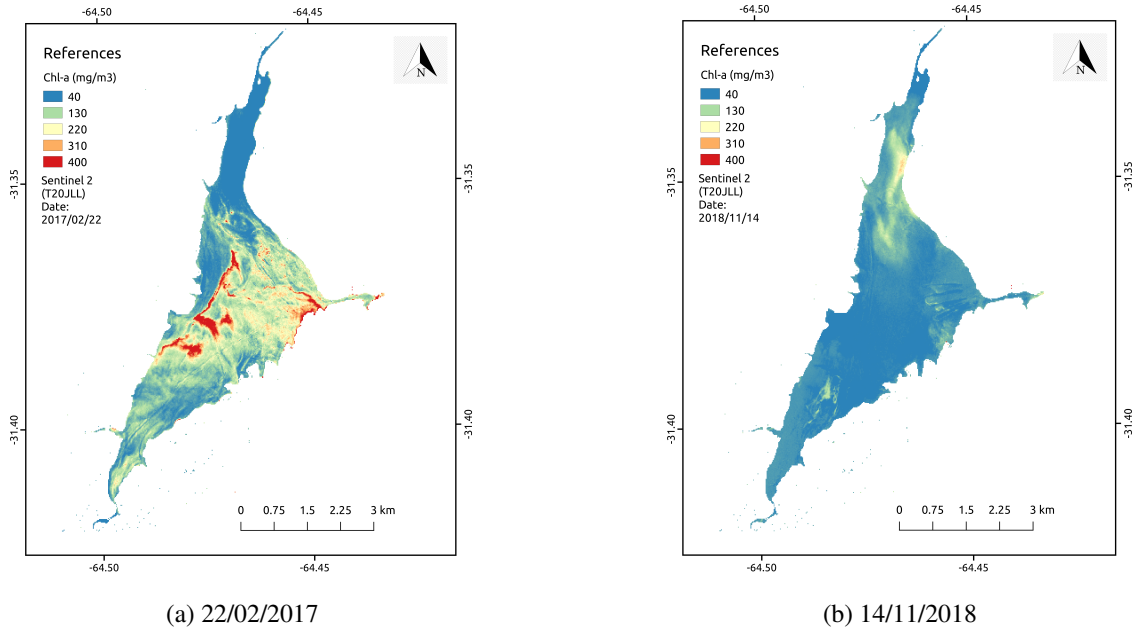 -64.50
-64.45
References
Chl-a (mg/m3)
40
130
220
310
400
Sentinel 2
(T20JLL)
Date:
2017/02/22
N
-31.35
-31.35
-31.40
-31.40
0 0.75 1.5 2.25 3 km
-64.50
-64.45
(a) 22/02/2017
-64.50
-64.45
References
Chl-a (mg/m3)
40
130
220
310
400
Sentinel 2
(T20JLL)
Date:
2018/11/14
N
-31.35
-31.35
-31.40
-31.40
0 0.75 1.5 2.25 3 km
-64.50
-64.45
(b) 14/11/2018